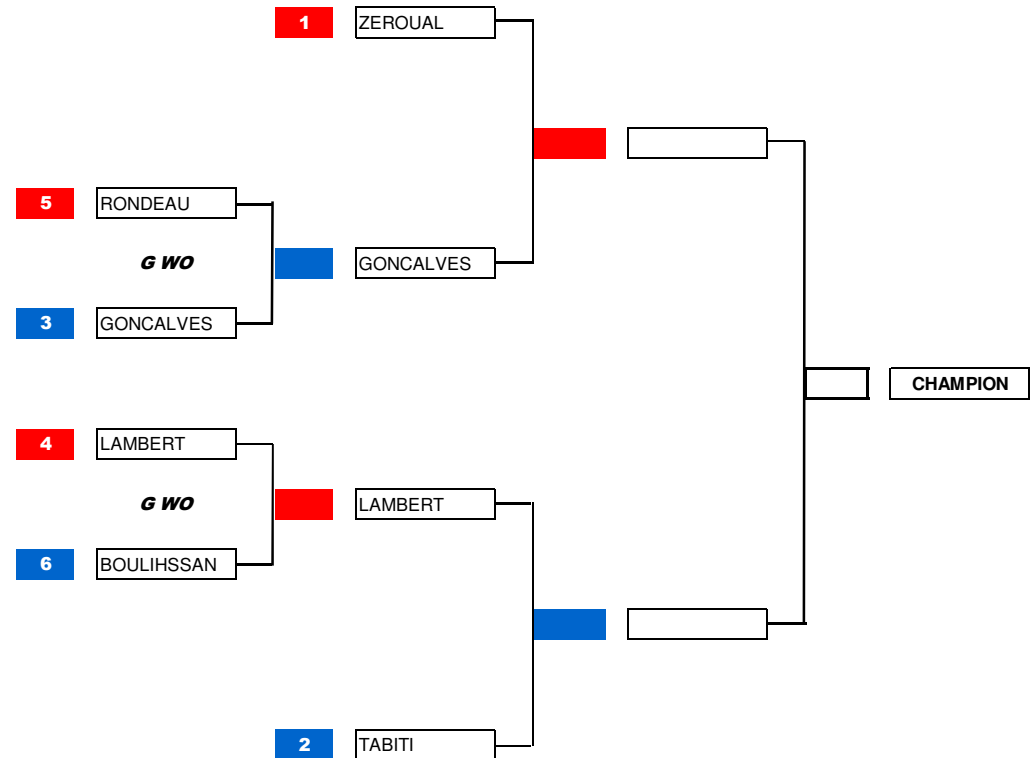 1 ZEROUAL
5 RONDEAU
G WO
GONCALVES
3 GONCALVES
CHAMPION
4 LAMBERT
G WO
LAMBERT
6 BOULIHSSAN
2 TABITI